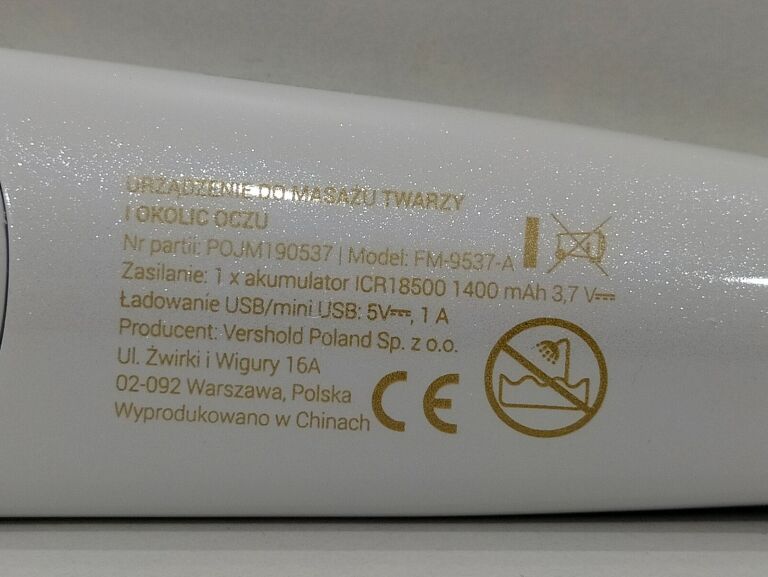 URZĄDZENIE DO MASAŻU TWARZY
I OKOLIC OCZU
Nr partii: POJM190537 | Model: FM-9537-A
Zasilanie: 1 x akumulator ICR18500 1400 mAh 3,7 V⎓
Ładowanie USB/mini USB: 5V⎓, 1 A
Producent: Vershold Poland Sp. z o.o.
Ul. Żwirki i Wigury 16A
02-092 Warszawa, Polska
Wyprodukowano w Chinach
CE